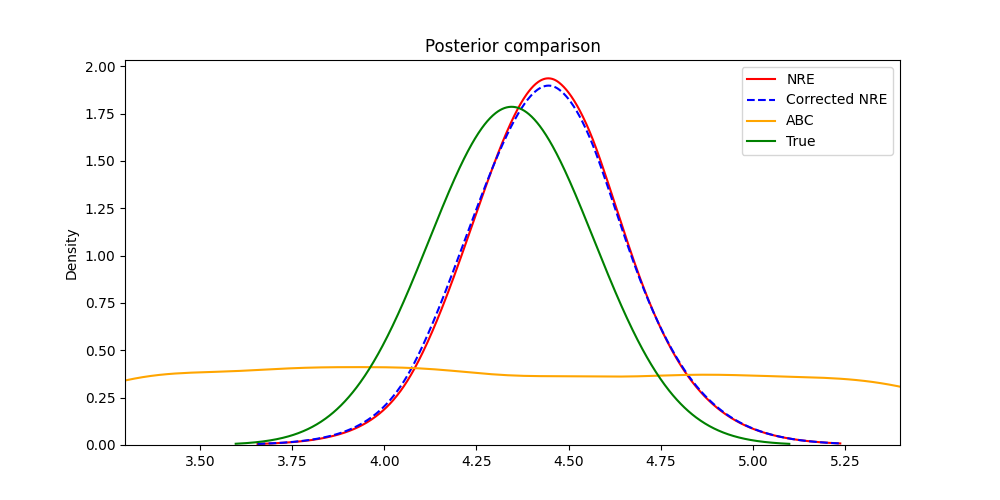 Posterior comparison
NRE
Corrected NRE
ABC
True
Density
2.00
1.75
1.50
1.25
1.00
0.75
0.50
0.25
0.00
3.50 3.75 4.00 4.25 4.50 4.75 5.00 5.25